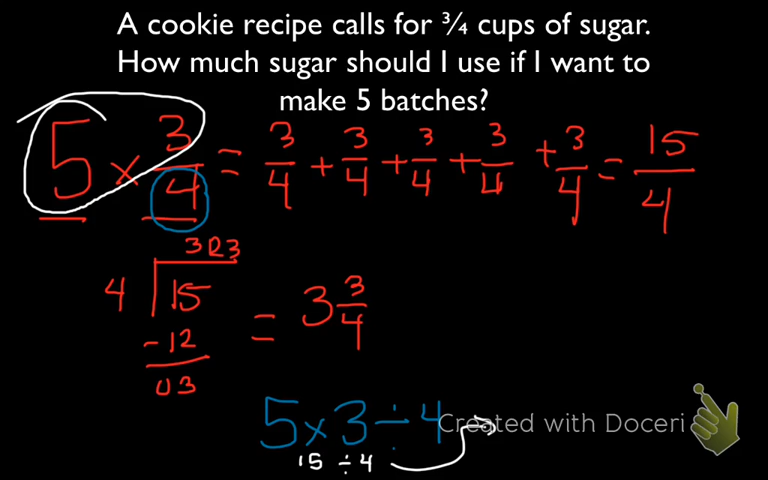 A cookie recipe calls for ¾ cups of sugar.
How much sugar should I use if I want to
make 5 batches?
5 × 3/4 = 3/4 + 3/4 + 3/4 + 3/4 + 3/4 = 15/4
3R3
4 15 = 3 3/4
-12
03
5 × 3 ÷ 4
Created with Doceri
15 ÷ 4